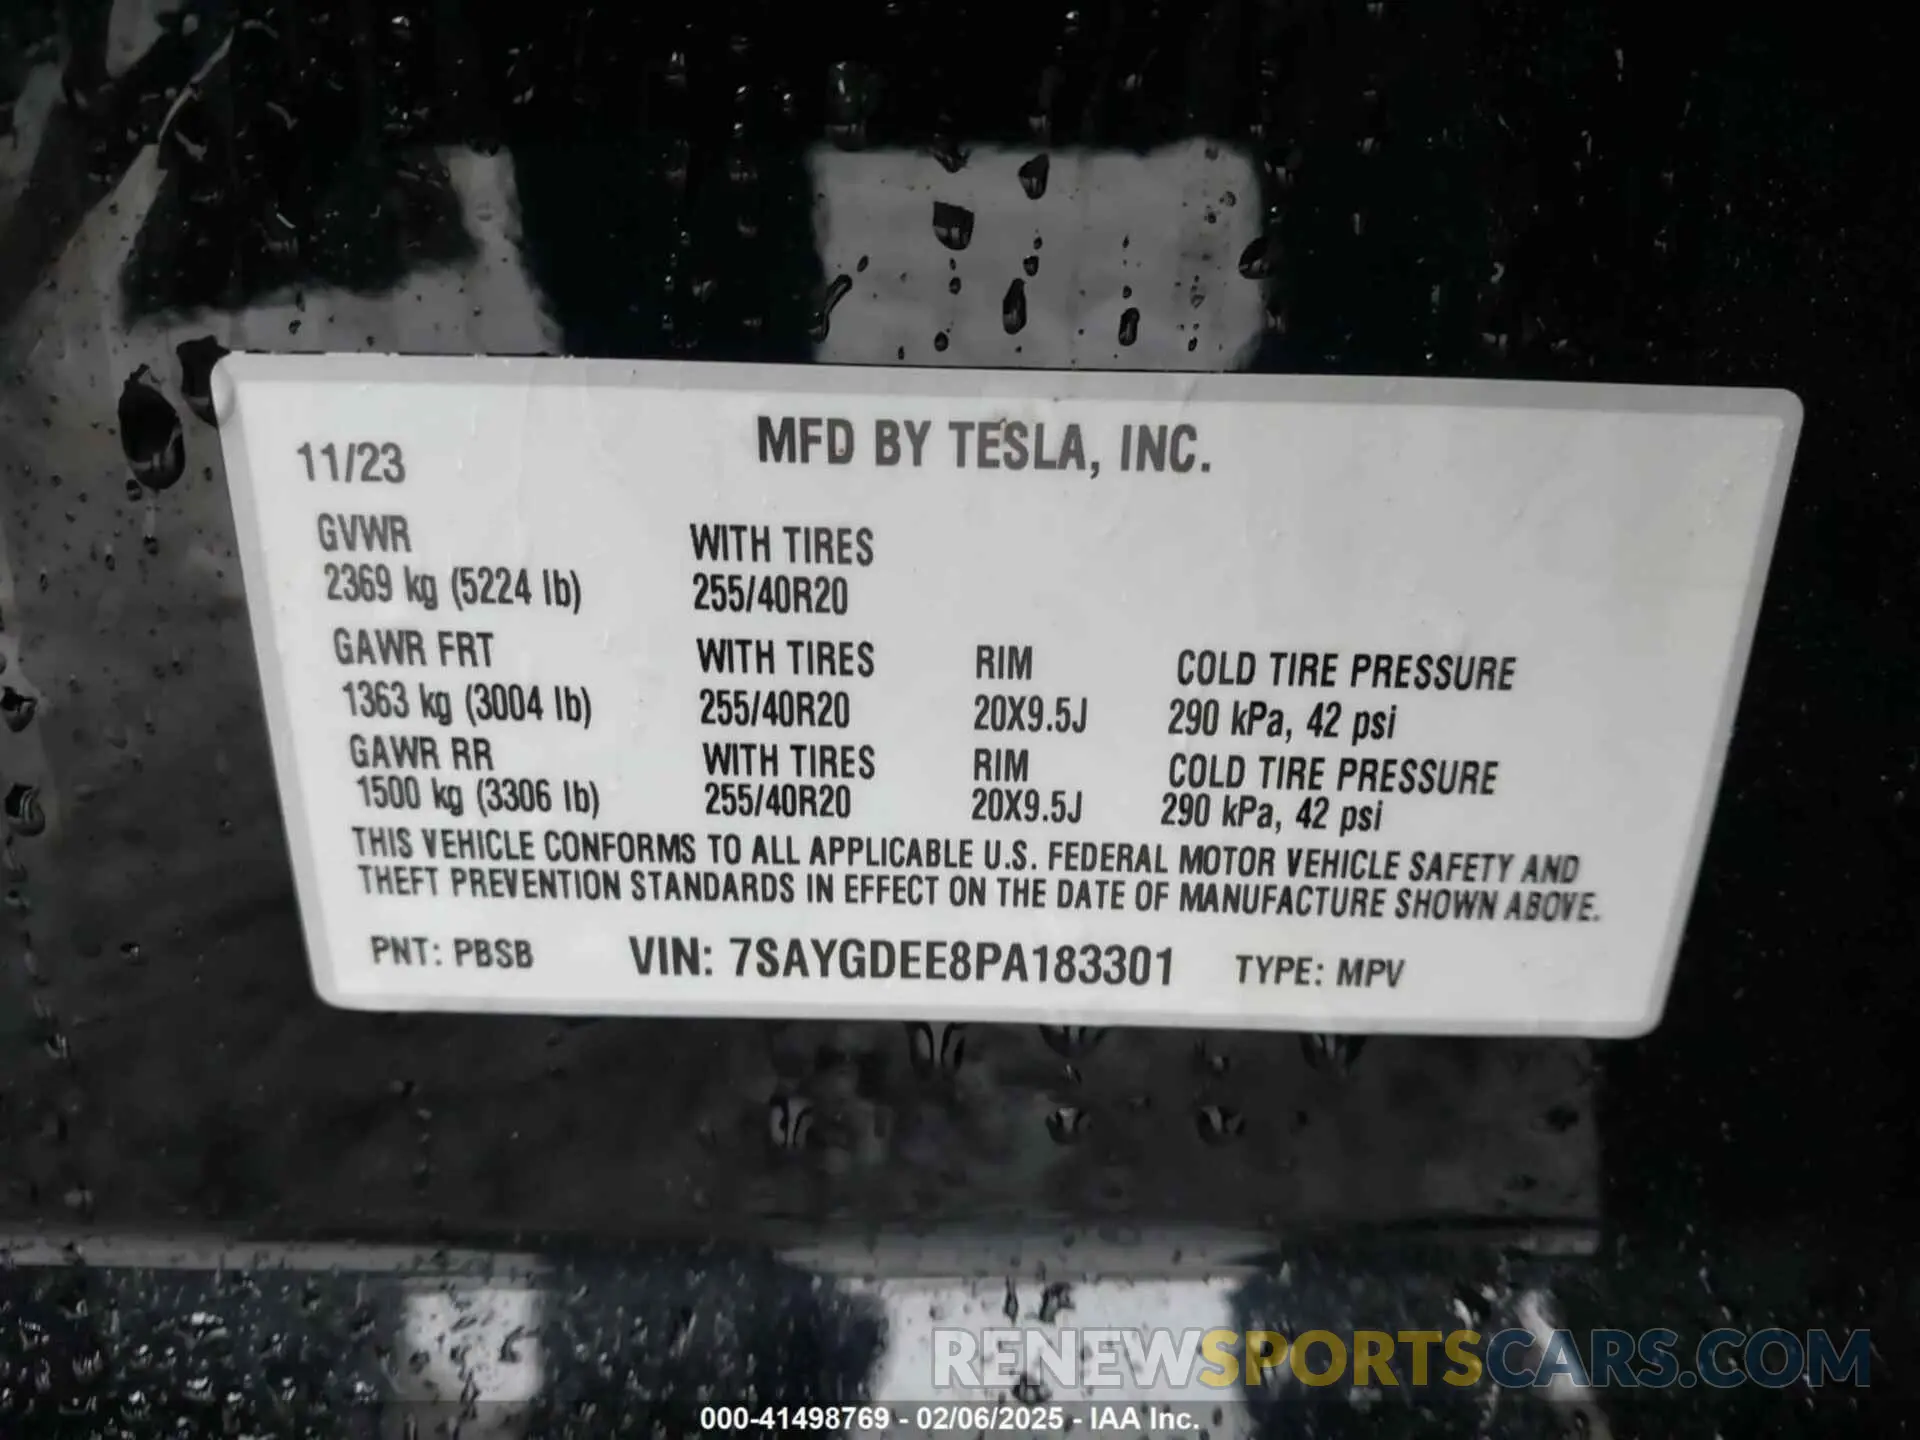 11/23 MFD BY TESLA, INC.
GVWR WITH TIRES
2369 kg (5224 lb) 255/40R20
GAWR FRT WITH TIRES RIM COLD TIRE PRESSURE
1363 kg (3004 lb) 255/40R20 20X9.5J 290 kPa, 42 psi
GAWR RR WITH TIRES RIM COLD TIRE PRESSURE
1500 kg (3306 lb) 255/40R20 20X9.5J 290 kPa, 42 psi
THIS VEHICLE CONFORMS TO ALL APPLICABLE U.S. FEDERAL MOTOR VEHICLE SAFETY AND
THEFT PREVENTION STANDARDS IN EFFECT ON THE DATE OF MANUFACTURE SHOWN ABOVE.
PNT: PBSB VIN: 7SAYGDEE8PA183301 TYPE: MPV
RENEWSPORTSCARS.COM
000-41498769 - 02/06/2025 - IAA Inc.